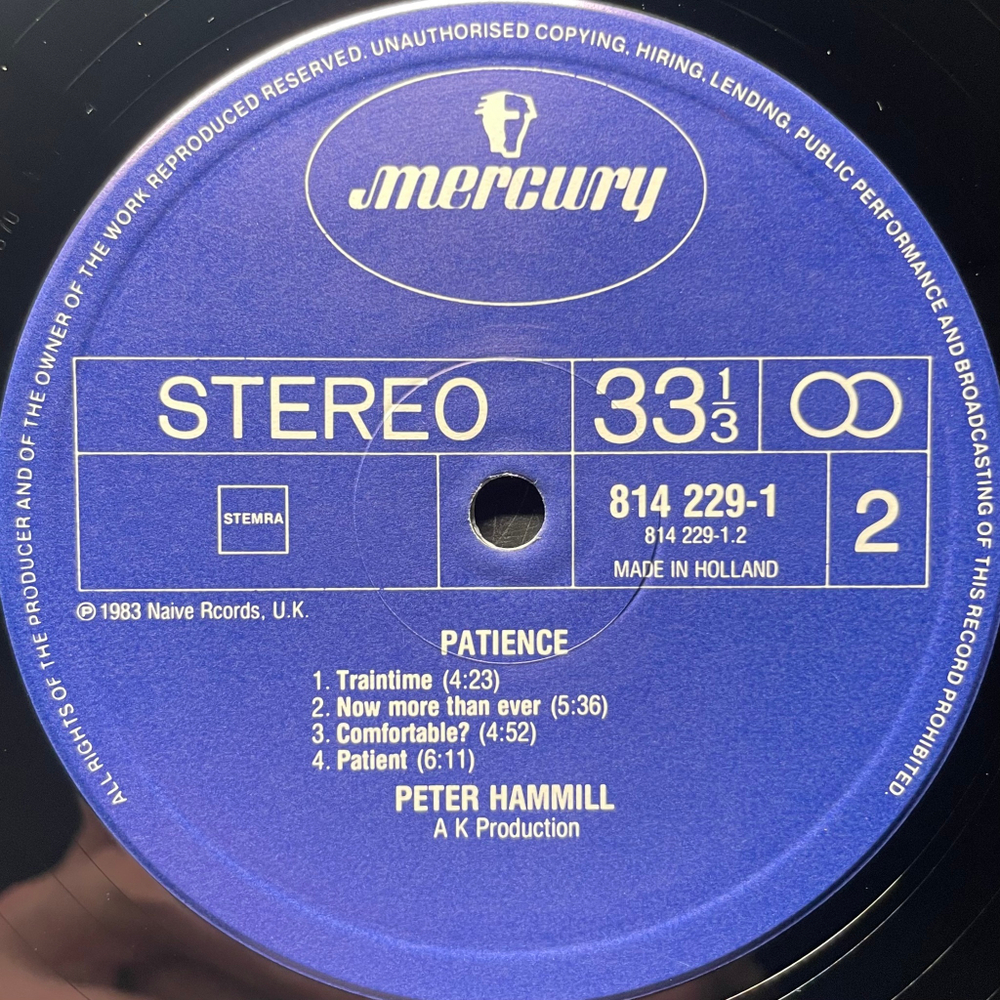 ALL RIGHTS OF THE PRODUCER AND OF THE OWNER OF THE WORK REPRODUCED RESERVED. UNAUTHORISED COPYING, HIRING, LENDING, PUBLIC PERFORMANCE AND BROADCASTING OF THIS RECORD PROHIBITED.
mercury
STEREO
33 1/3
STEMRA
814 229-1
814 229-1.2
MADE IN HOLLAND
2
℗ 1983 Naive Rcords, U.K.
PATIENCE
1. Traintime (4:23)
2. Now more than ever (5:36)
3. Comfortable? (4:52)
4. Patient (6:11)
PETER HAMMILL
A K Production